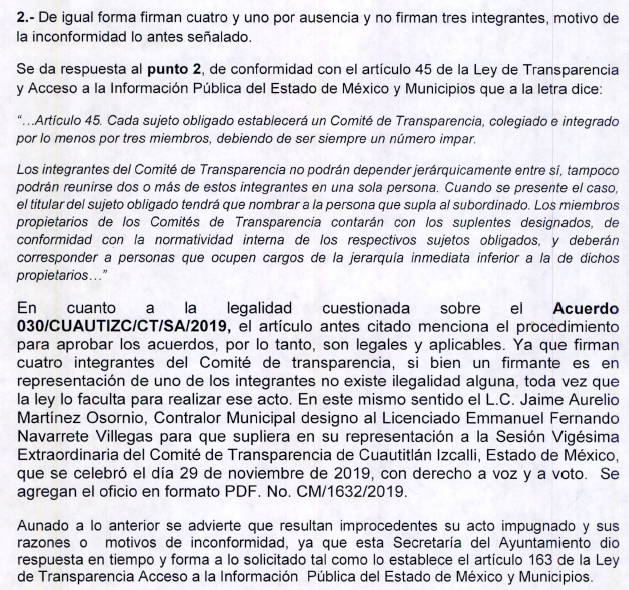 2.- De igual forma firman cuatro y uno por ausencia y no firman tres integrantes, motivo de
la inconformidad lo antes señalado.
Se da respuesta al punto 2, de conformidad con el artículo 45 de la Ley de Transparencia
y Acceso a la Información Pública del Estado de México y Municipios que a la letra dice:
“...Artículo 45. Cada sujeto obligado establecerá un Comité de Transparencia, colegiado e integrado
por lo menos por tres miembros, debiendo de ser siempre un número impar.
Los integrantes del Comité de Transparencia no podrán depender jerárquicamente entre sí, tampoco
podrán reunirse dos o más de estos integrantes en una sola persona. Cuando se presente el caso,
el titular del sujeto obligado tendrá que nombrar a la persona que supla al subordinado. Los miembros
propietarios de los Comités de Transparencia contarán con los suplentes designados, de
conformidad con la normatividad interna de los respectivos sujetos obligados, y deberán
corresponder a personas que ocupen cargos de la jerarquía inmediata inferior a la de dichos
propietarios...”
En cuanto a la legalidad cuestionada sobre el Acuerdo
030/CUAUTIZC/CT/SA/2019, el artículo antes citado menciona el procedimiento
para aprobar los acuerdos, por lo tanto, son legales y aplicables. Ya que firman
cuatro integrantes del Comité de transparencia, si bien un firmante es en
representación de uno de los integrantes no existe ilegalidad alguna, toda vez que
la ley lo faculta para realizar ese acto. En este mismo sentido el L.C. Jaime Aurelio
Martínez Osornio, Contralor Municipal designo al Licenciado Emmanuel Fernando
Navarrete Villegas para que supliera en su representación a la Sesión Vigésima
Extraordinaria del Comité de Transparencia de Cuautitlán Izcalli, Estado de México,
que se celebró el día 29 de noviembre de 2019, con derecho a voz y a voto. Se
agregan el oficio en formato PDF. No. CM/1632/2019.
Aunado a lo anterior se advierte que resultan improcedentes su acto impugnado y sus
razones o motivos de inconformidad, ya que esta Secretaría del Ayuntamiento dio
respuesta en tiempo y forma a lo solicitado tal como lo establece el artículo 163 de la Ley
de Transparencia Acceso a la Información Pública del Estado de México y Municipios.